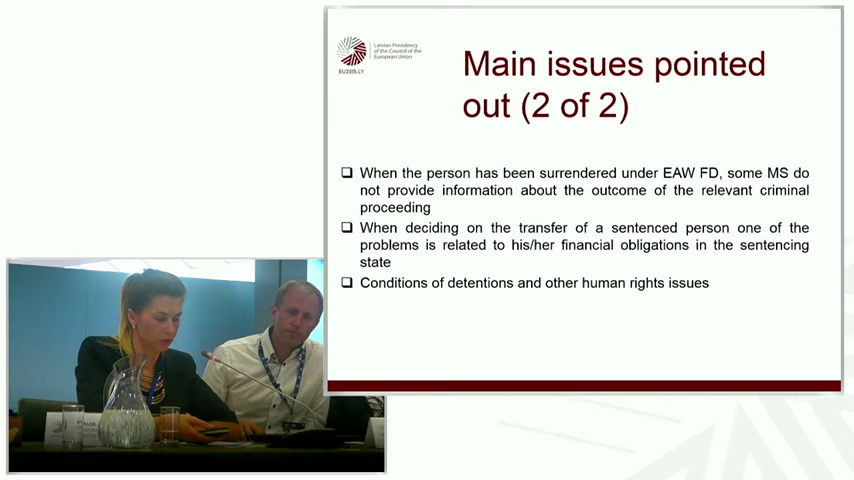 Latvian Presidency
of the Council of the
European Union
EU2015.LV
Main issues pointed
out (2 of 2)
When the person has been surrendered under EAW FD, some MS do
not provide information about the outcome of the relevant criminal
proceeding
When deciding on the transfer of a sentenced person one of the
problems is related to his/her financial obligations in the sentencing
state
Conditions of detentions and other human rights issues